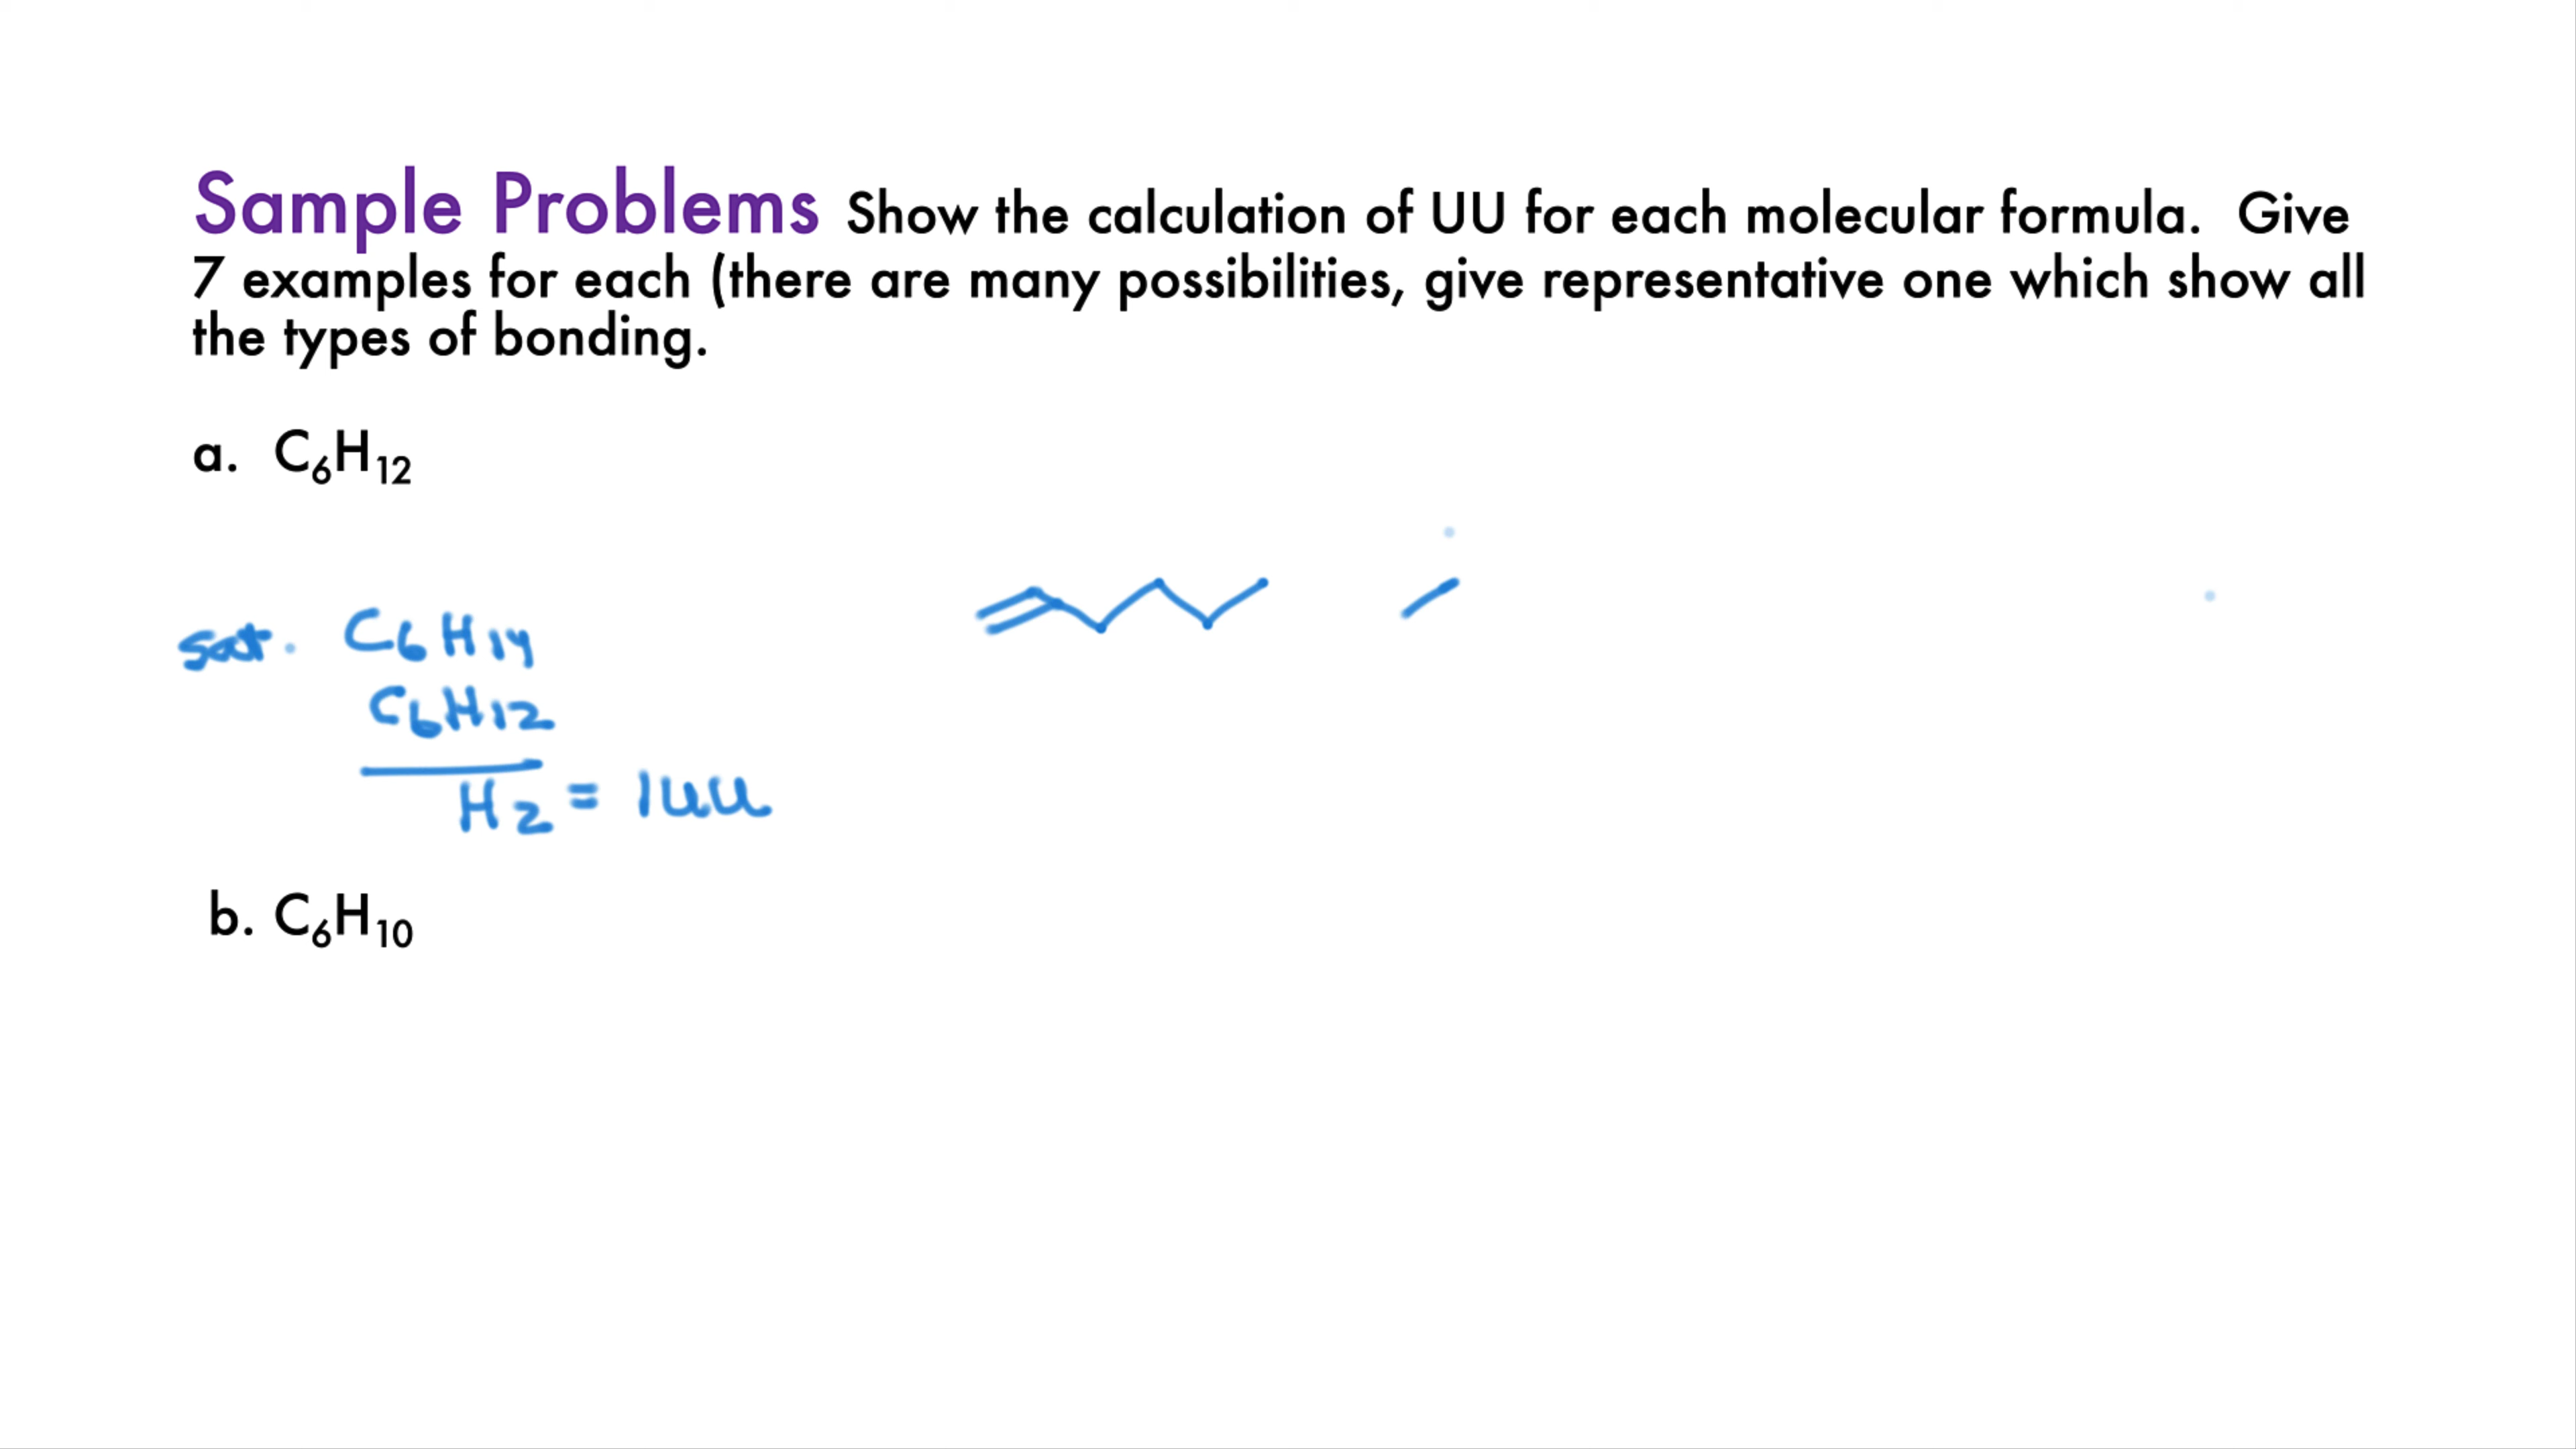 Sample Problems Show the calculation of UU for each molecular formula. Give
7 examples for each (there are many possibilities, give representative one which show all
the types of bonding.
a. C₆H₁₂
sat. C₆H₁₄
C₆H₁₂
H₂ = 1UU
b. C₆H₁₀